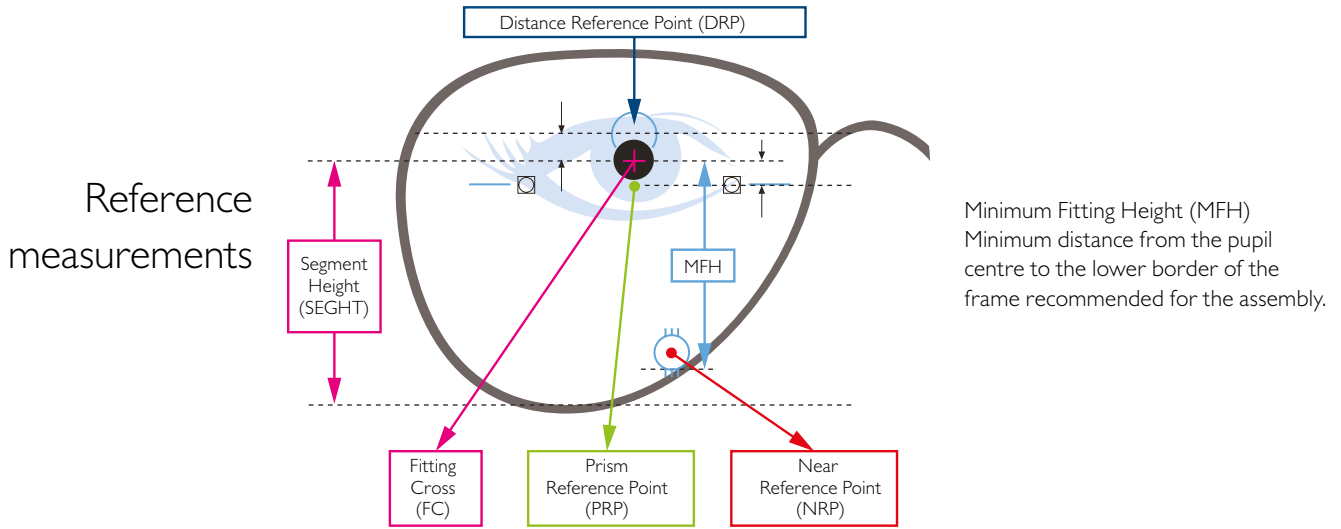 Distance Reference Point (DRP)
Reference
measurements
Segment
Height
(SEGHT)
MFH
Minimum Fitting Height (MFH)
Minimum distance from the pupil
centre to the lower border of the
frame recommended for the assembly.
Fitting
Cross
(FC)
Prism
Reference Point
(PRP)
Near
Reference Point
(NRP)